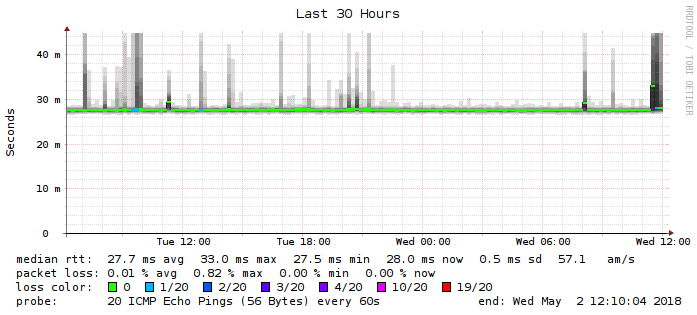 Last 30 Hours
RRDTOOL / TOBI OETIKER
Seconds
40 m
30 m
20 m
10 m
0
Tue 12:00 Tue 18:00 Wed 00:00 Wed 06:00 Wed 12:00
median rtt: 27.7 ms avg 33.0 ms max 27.5 ms min 28.0 ms now 0.5 ms sd 57.1 am/s
packet loss: 0.01 % avg 0.82 % max 0.00 % min 0.00 % now
loss color: 0 1/20 2/20 3/20 4/20 10/20 19/20
probe: 20 ICMP Echo Pings (56 Bytes) every 60s end: Wed May 2 12:10:04 2018